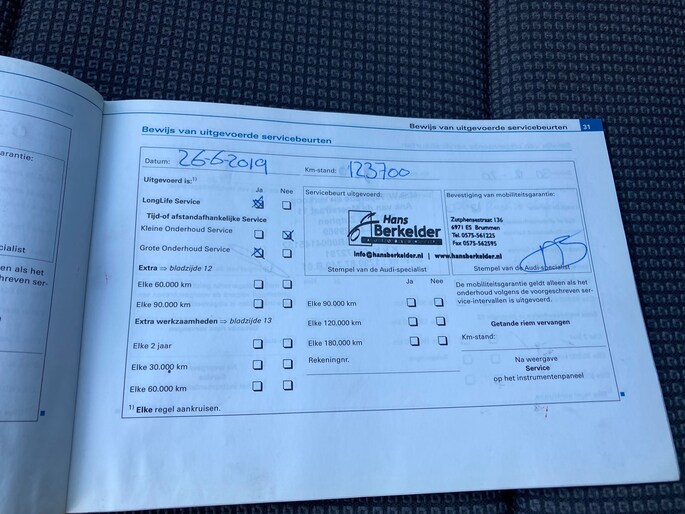 arantie:
cialist
en als het
hreven ser-
Bewijs van uitgevoerde servicebeurten
Bewijs van uitgevoerde servicebeurten 31
Datum: 26-6-2019
Km-stand: 123700
Uitgevoerd is:¹⁾
Ja Nee
LongLife Service
Tijd-of afstandafhankelijke Service
Kleine Onderhoud Service
Grote Onderhoud Service
Extra ⇒ bladzijde 12
Elke 60.000 km
Elke 90.000 km
Extra werkzaamheden ⇒ bladzijde 13
Elke 2 jaar
Elke 30.000 km
Elke 60.000 km
¹⁾ Elke regel aankruisen.
Servicebeurt uitgevoerd:
Hans
Berkelder
info@hansberkelder.nl | www.hansberkelder.nl
Stempel van de Audi-specialist
Ja Nee
Elke 90.000 km
Elke 120.000 km
Elke 180.000 km
Rekeningnr.
Bevestiging van mobiliteitsgarantie:
Zutphensestraat 136
6971 ES Brummen
Tel. 0575-561225
Fax 0575-562595
Stempel van de Audi-specialist
De mobiliteitsgarantie geldt alleen als het
onderhoud volgens de voorgeschreven ser-
vice-intervallen is uitgevoerd.
Getande riem vervangen
Km-stand:
Na weergave
Service
op het instrumentenpaneel